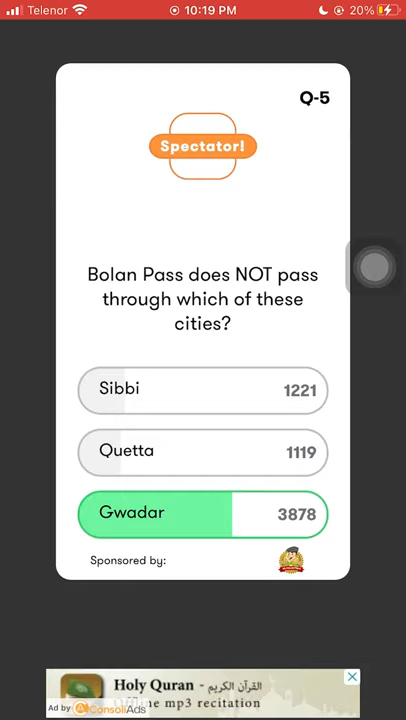 Telenor 10:19 PM 20%
Q-5
Spectator!
Bolan Pass does NOT pass
through which of these
cities?
Sibbi 1221
Quetta 1119
Gwadar 3878
Sponsored by:
Holy Quran - القرآن الكريم
mp3 recitation
Ad by ConsoliAds